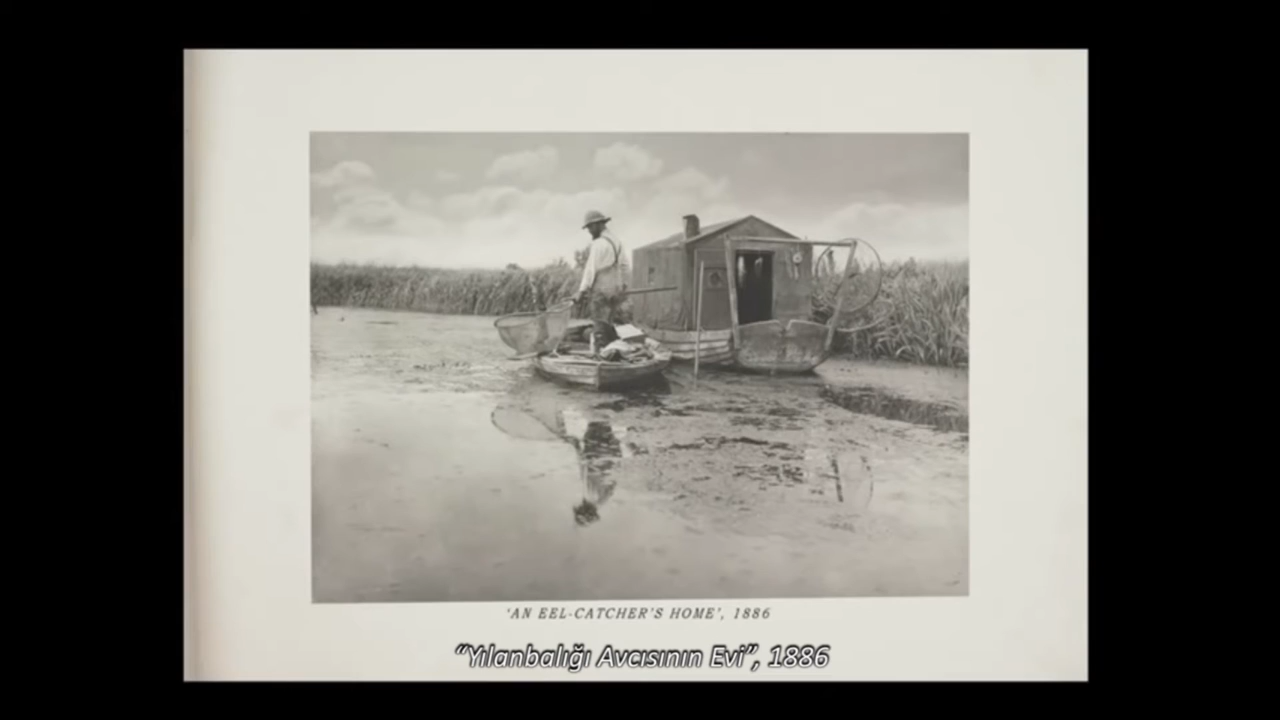 ‘AN EEL-CATCHER’S HOME’, 1886
“Yılanbalığı Avcısının Evi”, 1886